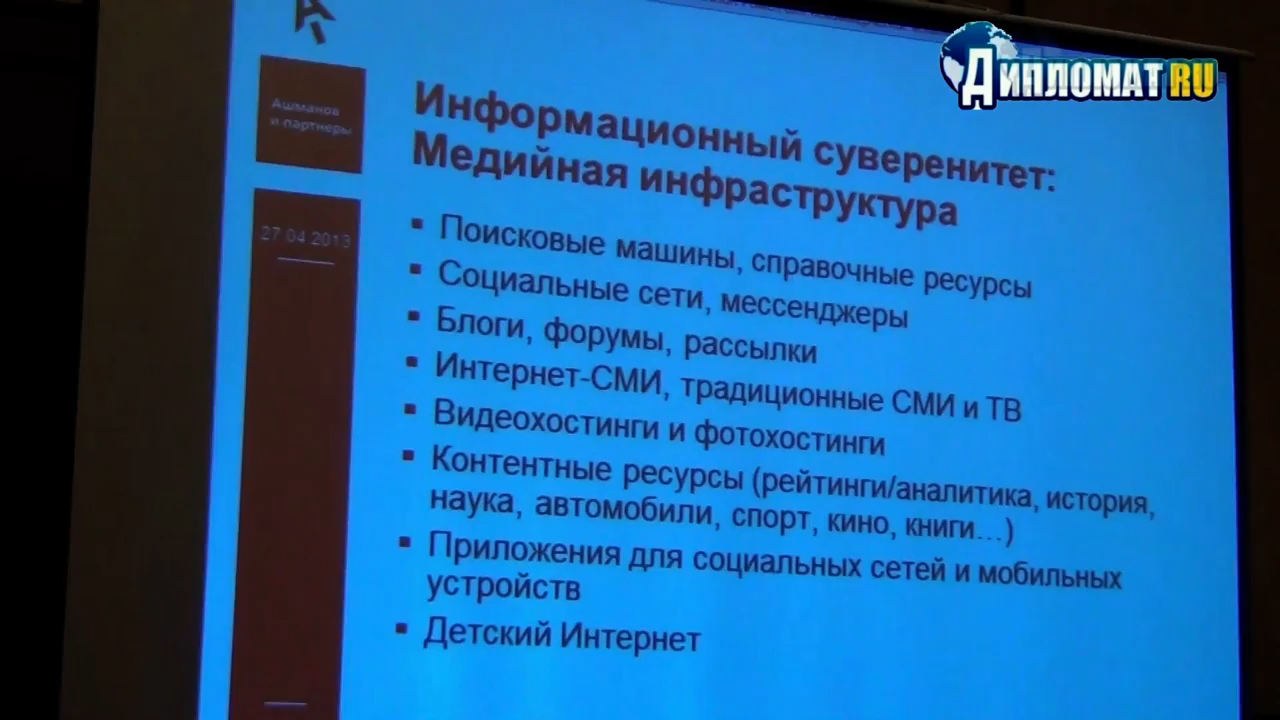 ДИПЛОМАТ RU
Ашманов
и партнеры
27.04.2013
Информационный суверенитет:
Медийная инфраструктура
▪ Поисковые машины, справочные ресурсы
▪ Социальные сети, мессенджеры
▪ Блоги, форумы, рассылки
▪ Интернет-СМИ, традиционные СМИ и ТВ
▪ Видеохостинги и фотохостинги
▪ Контентные ресурсы (рейтинги/аналитика, история,
наука, автомобили, спорт, кино, книги...)
▪ Приложения для социальных сетей и мобильных
устройств
▪ Детский Интернет